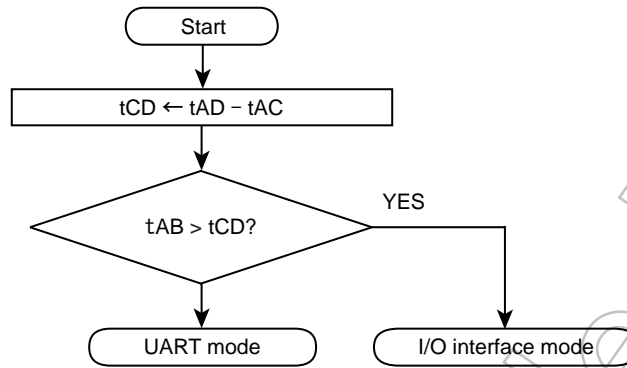 Start
tCD ← tAD − tAC
YES
tAB > tCD?
UART mode
I/O interface mode